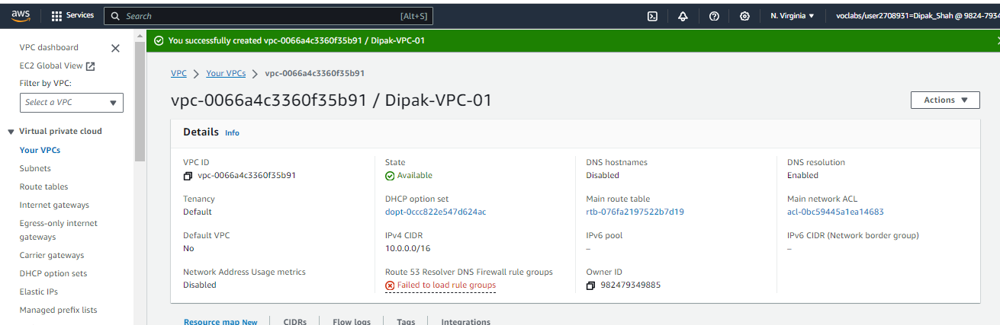 aws Services Search [Alt+S] N. Virginia voclabs/user2708931=Dipak_Shah @ 9824-7934
You successfully created vpc-0066a4c3360f35b91 / Dipak-VPC-01
VPC dashboard
EC2 Global View
Filter by VPC:
Select a VPC
Virtual private cloud
Your VPCs
Subnets
Route tables
Internet gateways
Egress-only internet
gateways
Carrier gateways
DHCP option sets
Elastic IPs
Managed prefix lists
VPC Your VPCs vpc-0066a4c3360f35b91
vpc-0066a4c3360f35b91 / Dipak-VPC-01
Actions
Details Info
VPC ID
vpc-0066a4c3360f35b91
State
Available
DNS hostnames
Disabled
DNS resolution
Enabled
Tenancy
Default
DHCP option set
dopt-0ccc822e547d624ac
Main route table
rtb-076fa2197522b7d19
Main network ACL
acl-0bc59445a1ea14683
Default VPC
No
IPv4 CIDR
10.0.0.0/16
IPv6 pool
–
IPv6 CIDR (Network border group)
–
Network Address Usage metrics
Disabled
Route 53 Resolver DNS Firewall rule groups
Failed to load rule groups
Owner ID
982479349885
Resource map New CIDRs Flow logs Tags Integrations